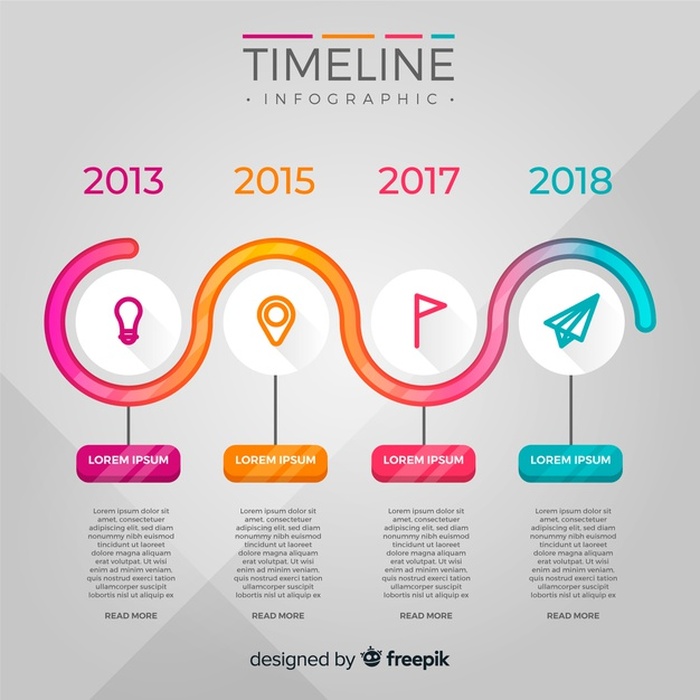 TIMELINE
• INFOGRAPHIC •
2013
2015
2017
2018
LOREM IPSUM
LOREM IPSUM
LOREM IPSUM
LOREM IPSUM
Lorem ipsum dolor sit
amet, consectetuer
adipiscing elit, sed diam
nonummy nibh euismod
tincidunt ut laoreet
dolore magna aliquam
erat volutpat. Ut wisi
enim ad minim veniam,
quis nostrud exerci tation
ullamcorper suscipit
lobortis nisl ut aliquip ex
READ MORE
Lorem ipsum dolor sit
amet, consectetuer
adipiscing elit, sed diam
nonummy nibh euismod
tincidunt ut laoreet
dolore magna aliquam
erat volutpat. Ut wisi
enim ad minim veniam,
quis nostrud exerci tation
ullamcorper suscipit
lobortis nisl ut aliquip ex
READ MORE
Lorem ipsum dolor sit
amet, consectetuer
adipiscing elit, sed diam
nonummy nibh euismod
tincidunt ut laoreet
dolore magna aliquam
erat volutpat. Ut wisi
enim ad minim veniam,
quis nostrud exerci tation
ullamcorper suscipit
lobortis nisl ut aliquip ex
READ MORE
Lorem ipsum dolor sit
amet, consectetuer
adipiscing elit, sed diam
nonummy nibh euismod
tincidunt ut laoreet
dolore magna aliquam
erat volutpat. Ut wisi
enim ad minim veniam,
quis nostrud exerci tation
ullamcorper suscipit
lobortis nisl ut aliquip ex
READ MORE
designed by freepik